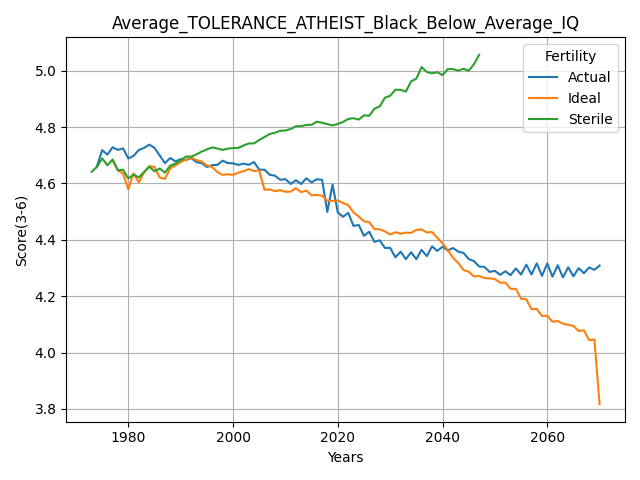 Average_TOLERANCE_ATHEIST_Black_Below_Average_IQ
Fertility
Actual
Ideal
Sterile
Score(3-6)
5.0
4.8
4.6
4.4
4.2
4.0
3.8
1980
2000
2020
2040
2060
Years